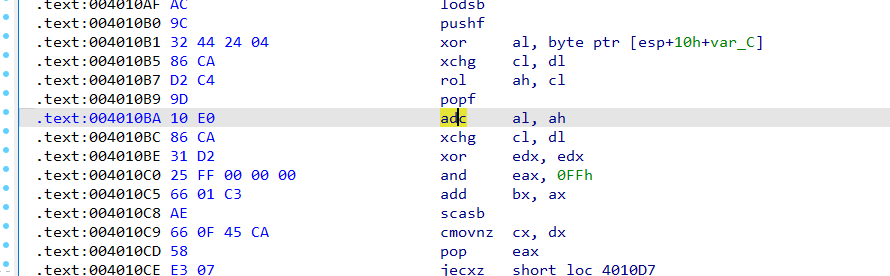 .text:004010AF AC lodsb
.text:004010B0 9C pushf
.text:004010B1 32 44 24 04 xor al, byte ptr [esp+10h+var_C]
.text:004010B5 86 CA xchg cl, dl
.text:004010B7 D2 C4 rol ah, cl
.text:004010B9 9D popf
.text:004010BA 10 E0 adc al, ah
.text:004010BC 86 CA xchg cl, dl
.text:004010BE 31 D2 xor edx, edx
.text:004010C0 25 FF 00 00 00 and eax, 0FFh
.text:004010C5 66 01 C3 add bx, ax
.text:004010C8 AE scasb
.text:004010C9 66 0F 45 CA cmovnz cx, dx
.text:004010CD 58 pop eax
.text:004010CE E3 07 jecxz short loc_4010D7